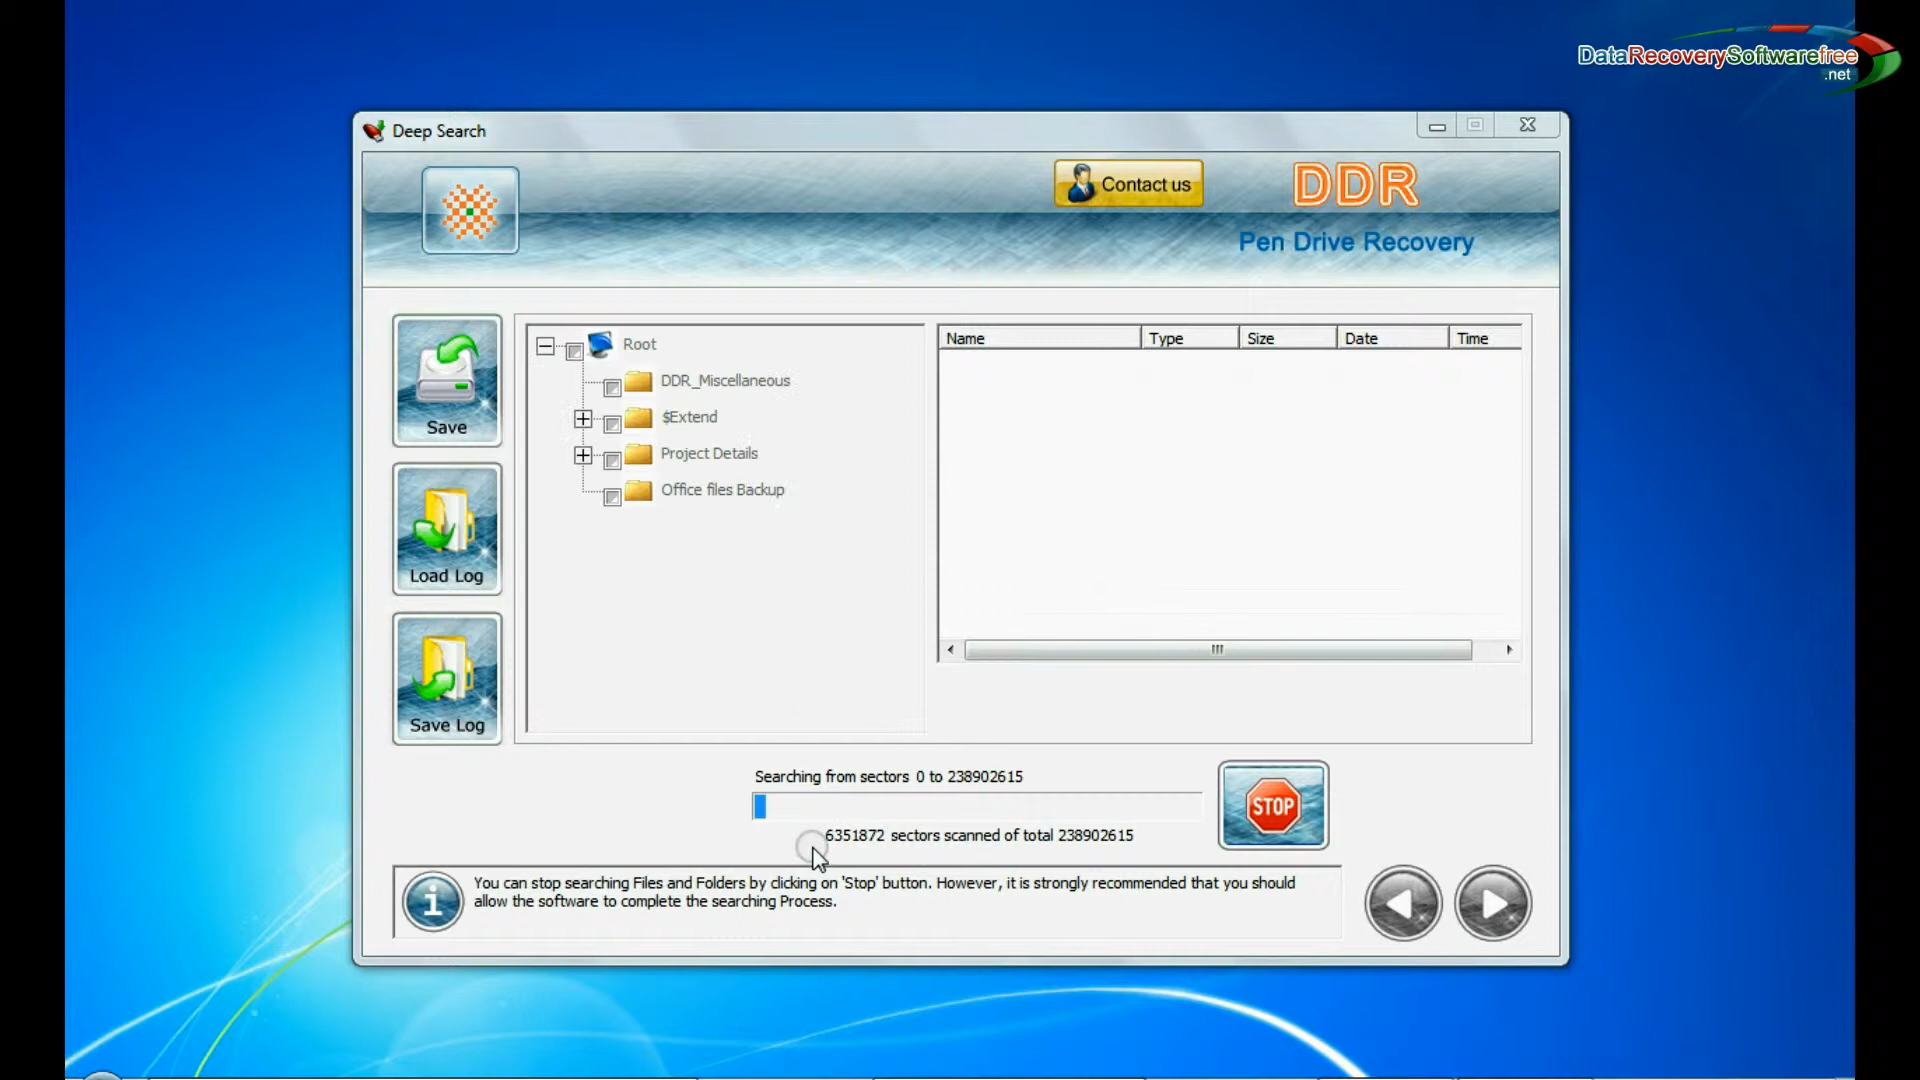 DataRecoverySoftwarefree
.net
Deep Search
Contact us
DDR
Pen Drive Recovery
Save
Load Log
Save Log
Root
DDR_Miscellaneous
$Extend
Project Details
Office files Backup
Name Type Size Date Time
Searching from sectors 0 to 238902615
6351872 sectors scanned of total 238902615
STOP
You can stop searching Files and Folders by clicking on 'Stop' button. However, it is strongly recommended that you should
allow the software to complete the searching Process.